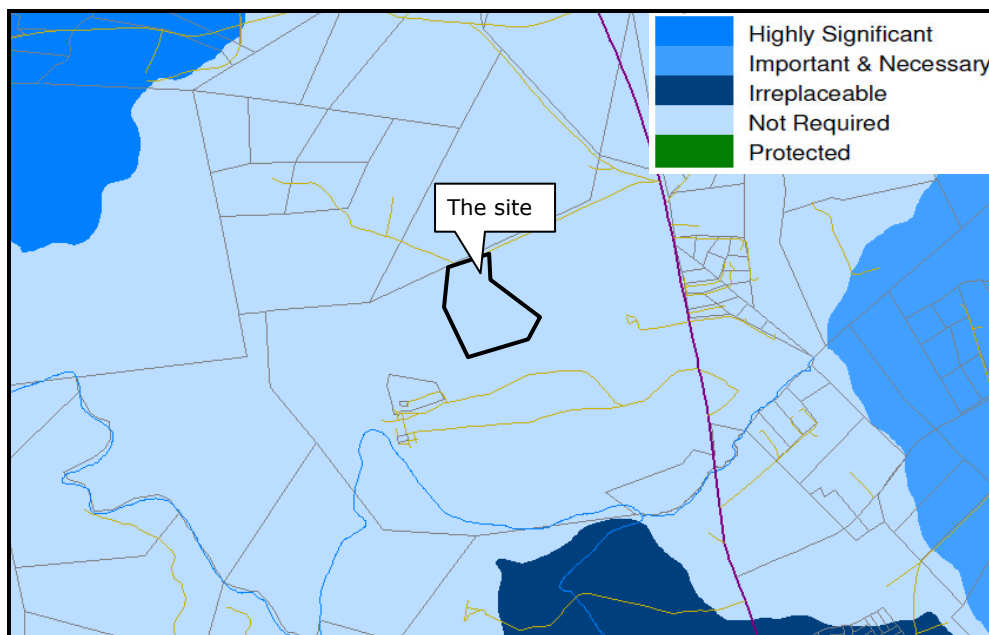 Highly Significant
Important & Necessary
Irreplaceable
Not Required
Protected
The site